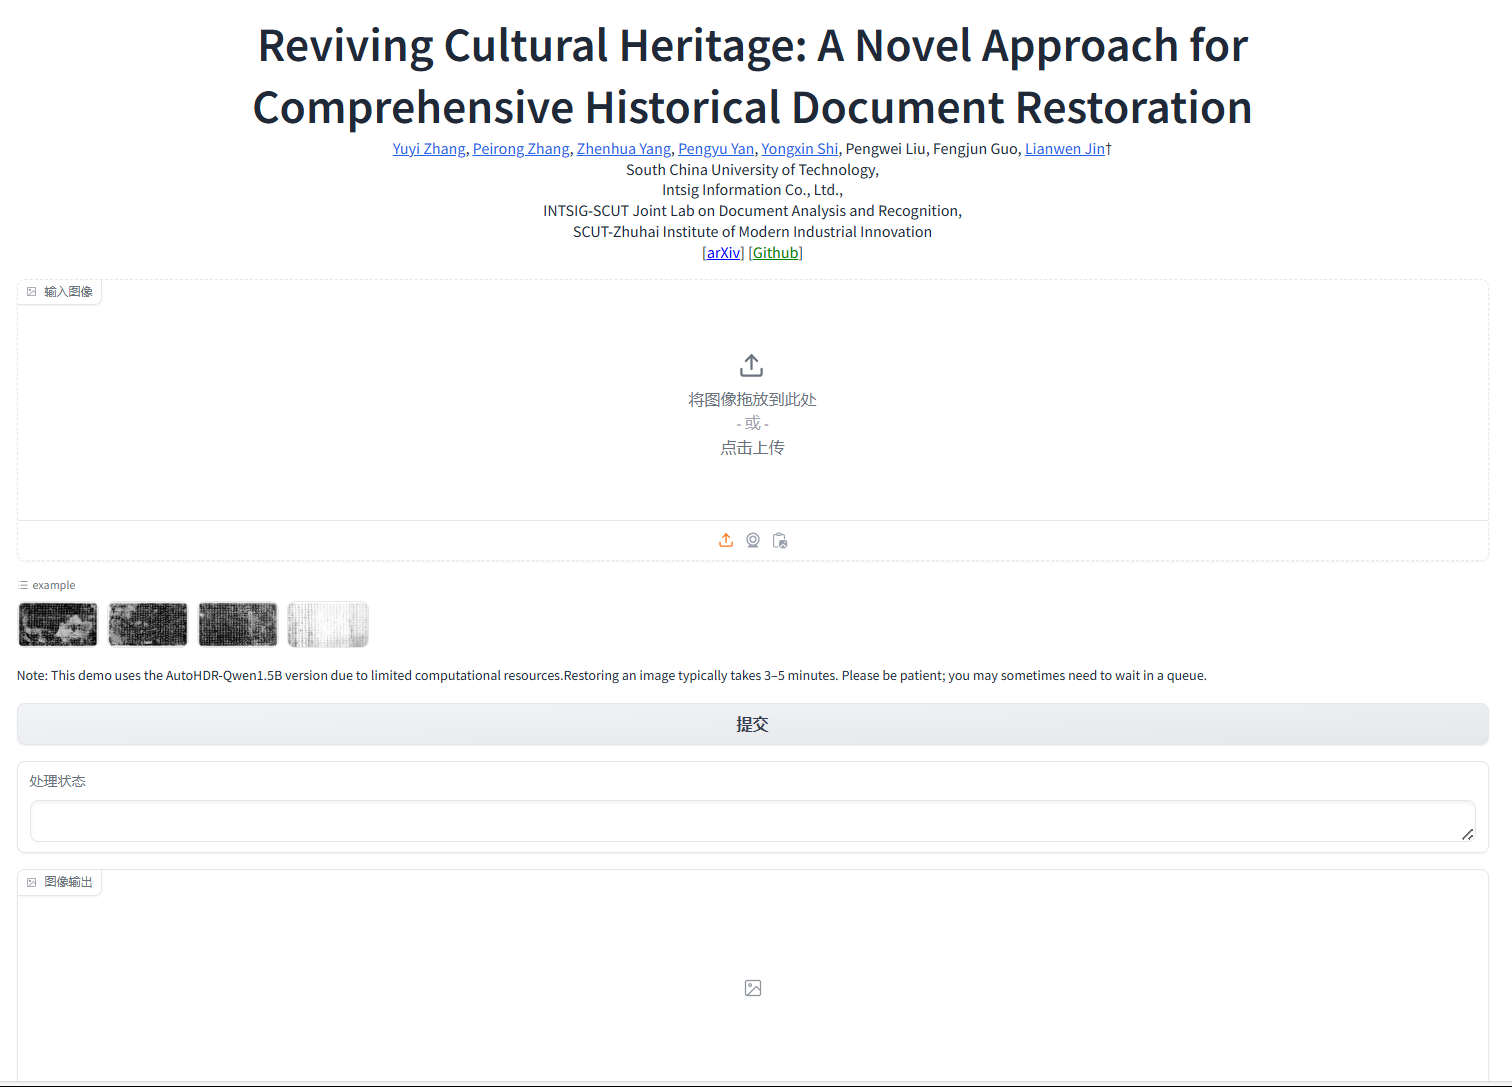 Reviving Cultural Heritage: A Novel Approach for
Comprehensive Historical Document Restoration
Yuyi Zhang, Peirong Zhang, Zhenhua Yang, Pengyu Yan, Yongxin Shi, Pengwei Liu, Fengjun Guo, Lianwen Jin†
South China University of Technology,
Intsig Information Co., Ltd.,
INTSIG-SCUT Joint Lab on Document Analysis and Recognition,
SCUT-Zhuhai Institute of Modern Industrial Innovation
[arXiv] [Github]
输入图像
将图像拖放到此处
- 或 -
点击上传
example
Note: This demo uses the AutoHDR-Qwen1.5B version due to limited computational resources.Restoring an image typically takes 3–5 minutes. Please be patient; you may sometimes need to wait in a queue.
提交
处理状态
图像输出